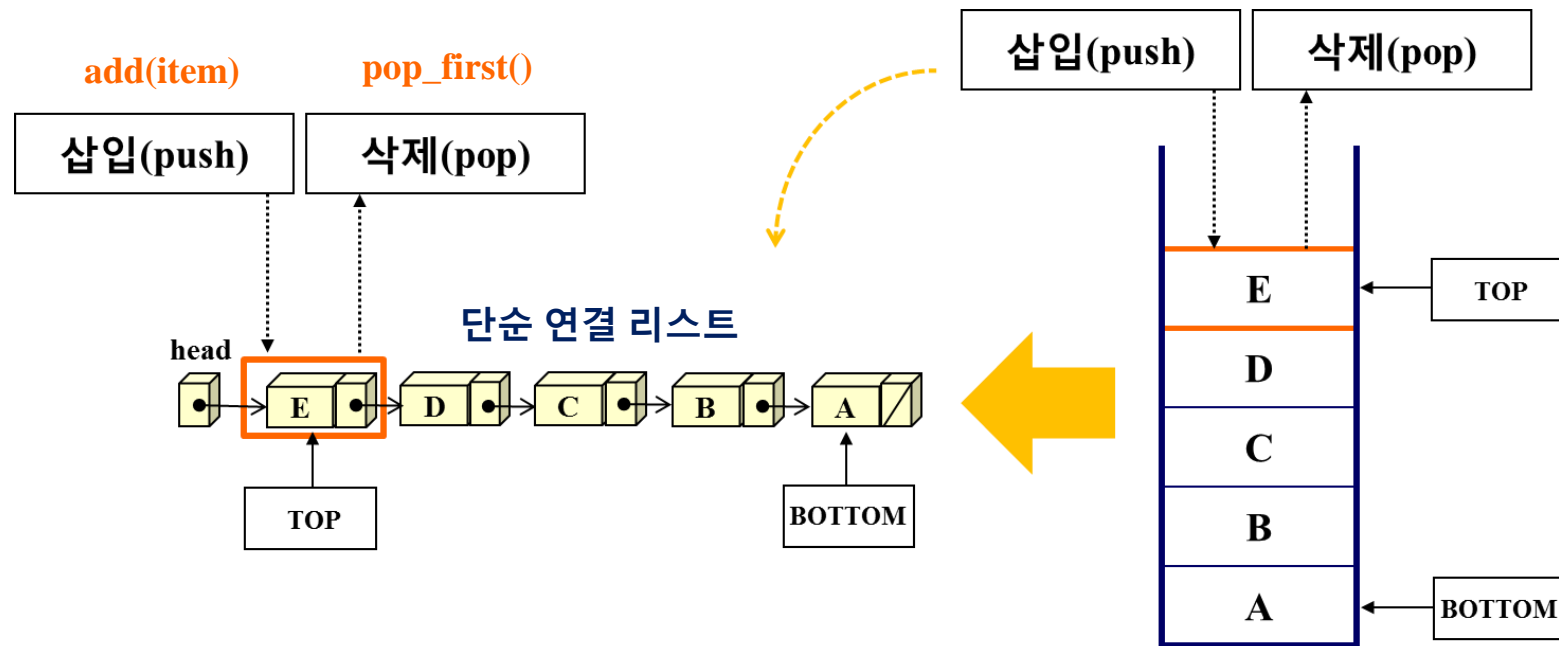 add(item)
pop_first()
삽입(push)
삭제(pop)
단순 연결 리스트
head
E
D
C
B
A
TOP
BOTTOM
삽입(push)
삭제(pop)
E
TOP
D
C
B
A
BOTTOM